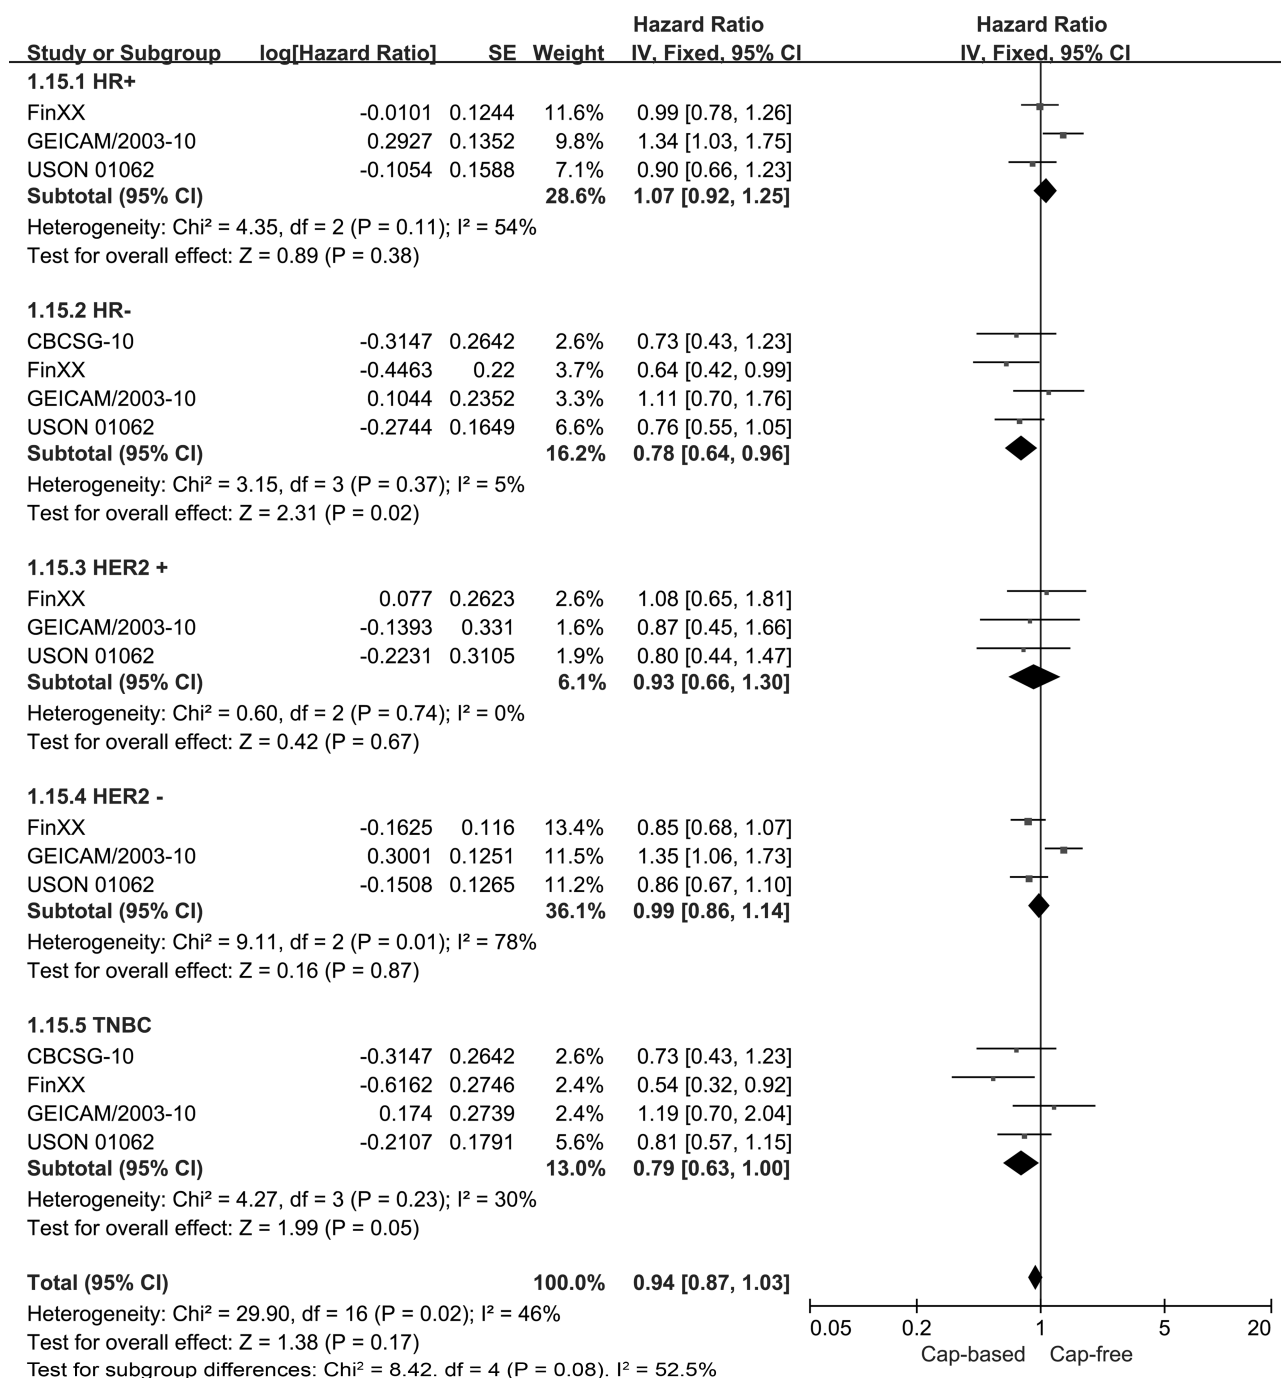 Hazard Ratio Hazard Ratio
Study or Subgroup log[Hazard Ratio] SE Weight IV, Fixed, 95% CI IV, Fixed, 95% CI
1.15.1 HR+
FinXX -0.0101 0.1244 11.6% 0.99 [0.78, 1.26]
GEICAM/2003-10 0.2927 0.1352 9.8% 1.34 [1.03, 1.75]
USON 01062 -0.1054 0.1588 7.1% 0.90 [0.66, 1.23]
Subtotal (95% CI) 28.6% 1.07 [0.92, 1.25]
Heterogeneity: Chi² = 4.35, df = 2 (P = 0.11); I² = 54%
Test for overall effect: Z = 0.89 (P = 0.38)
1.15.2 HR-
CBCSG-10 -0.3147 0.2642 2.6% 0.73 [0.43, 1.23]
FinXX -0.4463 0.22 3.7% 0.64 [0.42, 0.99]
GEICAM/2003-10 0.1044 0.2352 3.3% 1.11 [0.70, 1.76]
USON 01062 -0.2744 0.1649 6.6% 0.76 [0.55, 1.05]
Subtotal (95% CI) 16.2% 0.78 [0.64, 0.96]
Heterogeneity: Chi² = 3.15, df = 3 (P = 0.37); I² = 5%
Test for overall effect: Z = 2.31 (P = 0.02)
1.15.3 HER2 +
FinXX 0.077 0.2623 2.6% 1.08 [0.65, 1.81]
GEICAM/2003-10 -0.1393 0.331 1.6% 0.87 [0.45, 1.66]
USON 01062 -0.2231 0.3105 1.9% 0.80 [0.44, 1.47]
Subtotal (95% CI) 6.1% 0.93 [0.66, 1.30]
Heterogeneity: Chi² = 0.60, df = 2 (P = 0.74); I² = 0%
Test for overall effect: Z = 0.42 (P = 0.67)
1.15.4 HER2 -
FinXX -0.1625 0.116 13.4% 0.85 [0.68, 1.07]
GEICAM/2003-10 0.3001 0.1251 11.5% 1.35 [1.06, 1.73]
USON 01062 -0.1508 0.1265 11.2% 0.86 [0.67, 1.10]
Subtotal (95% CI) 36.1% 0.99 [0.86, 1.14]
Heterogeneity: Chi² = 9.11, df = 2 (P = 0.01); I² = 78%
Test for overall effect: Z = 0.16 (P = 0.87)
1.15.5 TNBC
CBCSG-10 -0.3147 0.2642 2.6% 0.73 [0.43, 1.23]
FinXX -0.6162 0.2746 2.4% 0.54 [0.32, 0.92]
GEICAM/2003-10 0.174 0.2739 2.4% 1.19 [0.70, 2.04]
USON 01062 -0.2107 0.1791 5.6% 0.81 [0.57, 1.15]
Subtotal (95% CI) 13.0% 0.79 [0.63, 1.00]
Heterogeneity: Chi² = 4.27, df = 3 (P = 0.23); I² = 30%
Test for overall effect: Z = 1.99 (P = 0.05)
Total (95% CI) 100.0% 0.94 [0.87, 1.03]
Heterogeneity: Chi² = 29.90, df = 16 (P = 0.02); I² = 46%
Test for overall effect: Z = 1.38 (P = 0.17)
Test for subgroup differences: Chi² = 8.42, df = 4 (P = 0.08), I² = 52.5%
0.05 0.2 1 5 20
Cap-based Cap-free